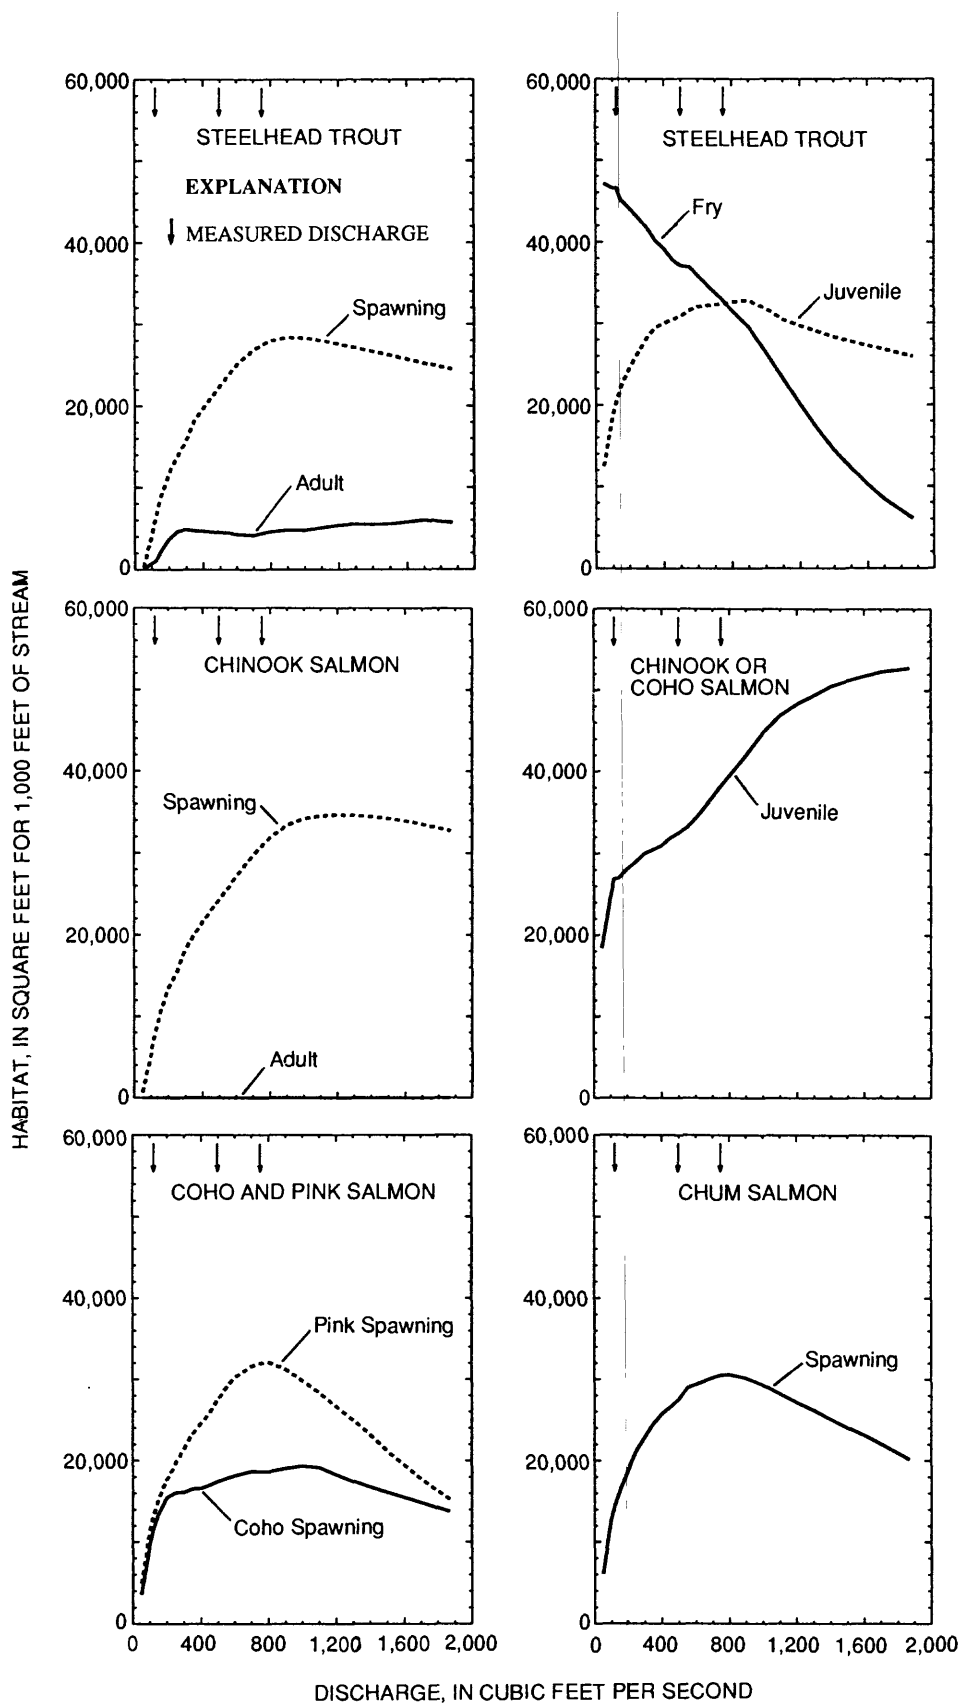 HABITAT, IN SQUARE FEET FOR 1,000 FEET OF STREAM
60,000
40,000
20,000
0
STEELHEAD TROUT
EXPLANATION
MEASURED DISCHARGE
Spawning
Adult
60,000
40,000
20,000
0
STEELHEAD TROUT
Fry
Juvenile
60,000
40,000
20,000
0
CHINOOK SALMON
Spawning
Adult
60,000
40,000
20,000
0
CHINOOK OR
COHO SALMON
Juvenile
60,000
40,000
20,000
0
COHO AND PINK SALMON
Pink Spawning
Coho Spawning
0 400 800 1,200 1,600 2,000
60,000
40,000
20,000
0
CHUM SALMON
Spawning
0 400 800 1,200 1,600 2,000
DISCHARGE, IN CUBIC FEET PER SECOND